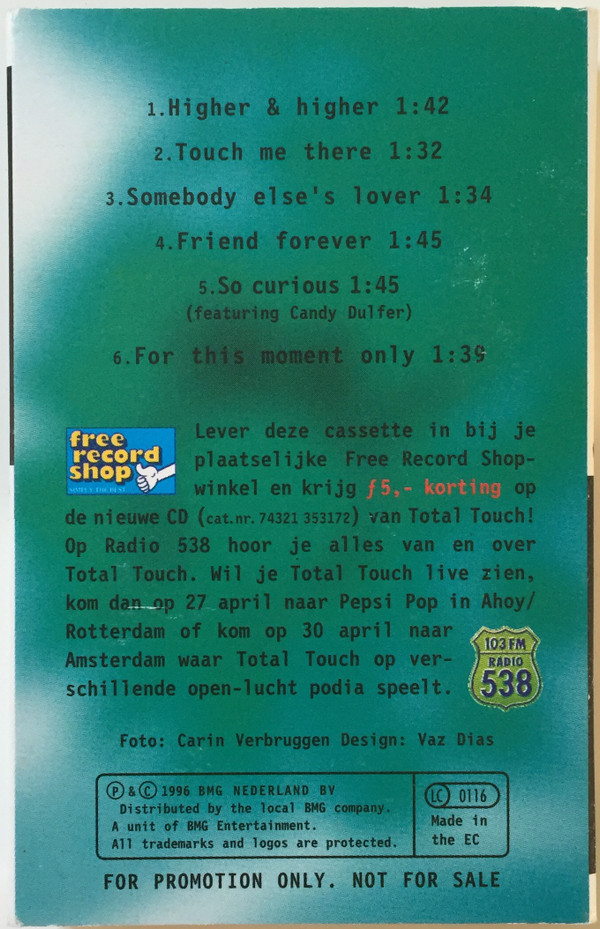 1.Higher & higher 1:42
2.Touch me there 1:32
3.Somebody else's lover 1:34
4.Friend forever 1:45
5.So curious 1:45
(featuring Candy Dulfer)
6.For this moment only 1:39
free
record
shop
SIMPLY THE BEST
Lever deze cassette in bij je
plaatselijke Free Record Shop-
winkel en krijg ƒ5,- korting op
de nieuwe CD (cat.nr. 74321 353172) van Total Touch!
Op Radio 538 hoor je alles van en over
Total Touch. Wil je Total Touch live zien,
kom dan op 27 april naar Pepsi Pop in Ahoy/
Rotterdam of kom op 30 april naar
Amsterdam waar Total Touch op ver-
schillende open-lucht podia speelt.
103 FM
RADIO
538
Foto: Carin Verbruggen Design: Vaz Dias
Ⓟ & Ⓒ 1996 BMG NEDERLAND BV
Distributed by the local BMG company.
A unit of BMG Entertainment.
All trademarks and logos are protected.
LC 0116
Made in
the EC
FOR PROMOTION ONLY. NOT FOR SALE